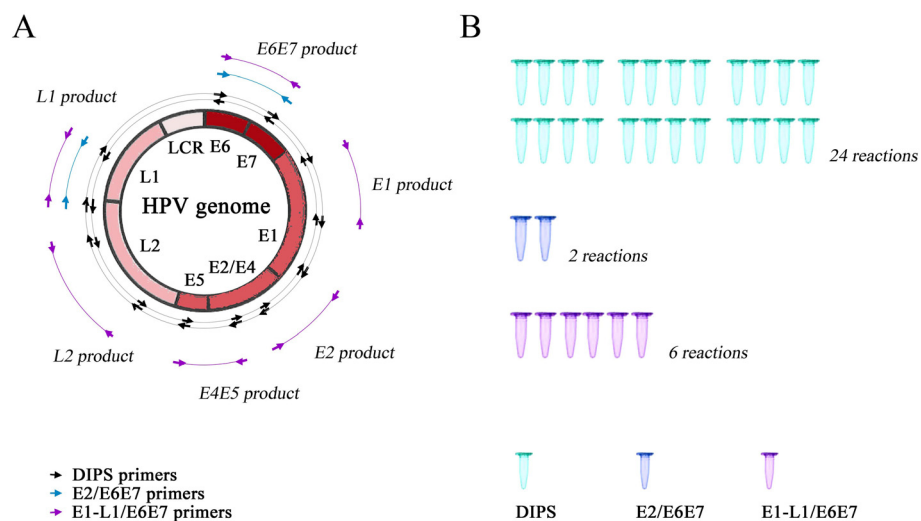 A
E6E7 product
L1 product
LCR
E6
E7
L1
E1 product
HPV genome
L2
E1
E5
E2/E4
L2 product
E2 product
E4E5 product
DIPS primers
E2/E6E7 primers
E1-L1/E6E7 primers
B
24 reactions
2 reactions
6 reactions
DIPS
E2/E6E7
E1-L1/E6E7